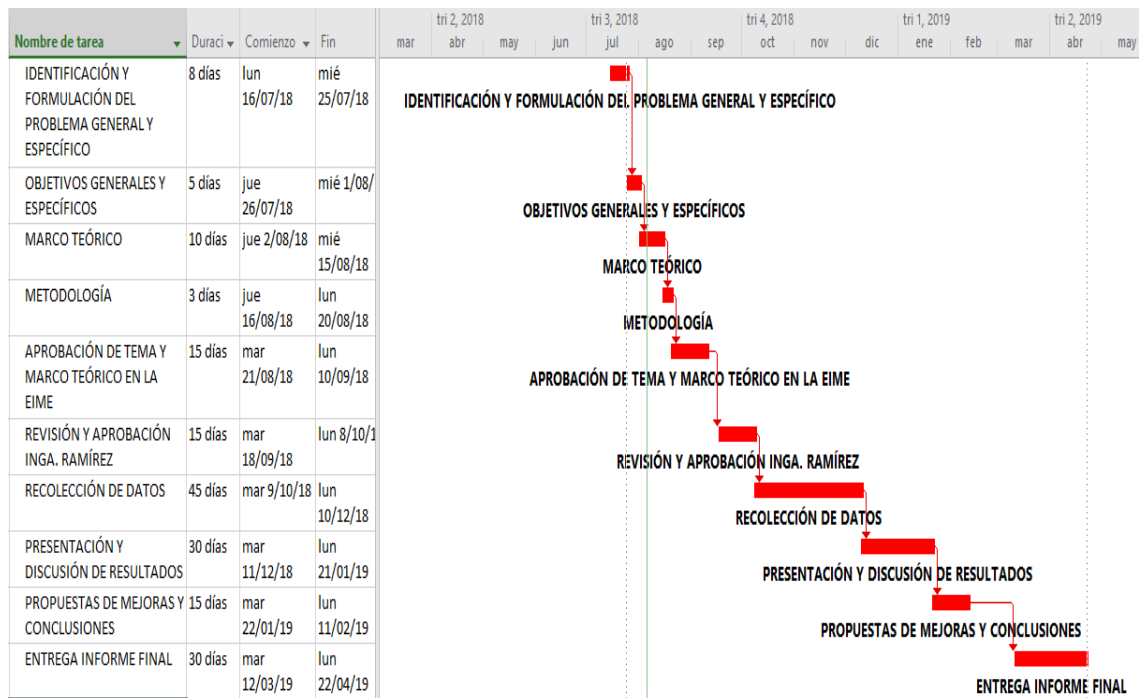 tri 2, 2018 tri 3, 2018 tri 4, 2018 tri 1, 2019 tri 2, 2019
Nombre de tarea Duraci Comienzo Fin mar abr may jun jul ago sep oct nov dic ene feb mar abr may
IDENTIFICACIÓN Y 8 días lun mié
FORMULACIÓN DEL 16/07/18 25/07/18 IDENTIFICACIÓN Y FORMULACIÓN DEL PROBLEMA GENERAL Y ESPECÍFICO
PROBLEMA GENERAL Y
ESPECÍFICO
OBJETIVOS GENERALES Y 5 días jue mié 1/08/
ESPECÍFICOS 26/07/18 OBJETIVOS GENERALES Y ESPECÍFICOS
MARCO TEÓRICO 10 días jue 2/08/18 mié
15/08/18 MARCO TEÓRICO
METODOLOGÍA 3 días jue lun
16/08/18 20/08/18 METODOLOGÍA
APROBACIÓN DE TEMA Y 15 días mar lun
MARCO TEÓRICO EN LA 21/08/18 10/09/18 APROBACIÓN DE TEMA Y MARCO TEÓRICO EN LA EIME
EIME
REVISIÓN Y APROBACIÓN 15 días mar lun 8/10/1
INGA. RAMÍREZ 18/09/18 REVISIÓN Y APROBACIÓN INGA. RAMÍREZ
RECOLECCIÓN DE DATOS 45 días mar 9/10/18 lun
10/12/18 RECOLECCIÓN DE DATOS
PRESENTACIÓN Y 30 días mar lun
DISCUSIÓN DE RESULTADOS 11/12/18 21/01/19 PRESENTACIÓN Y DISCUSIÓN DE RESULTADOS
PROPUESTAS DE MEJORAS Y 15 días mar lun
CONCLUSIONES 22/01/19 11/02/19 PROPUESTAS DE MEJORAS Y CONCLUSIONES
ENTREGA INFORME FINAL 30 días mar lun
12/03/19 22/04/19 ENTREGA INFORME FINAL